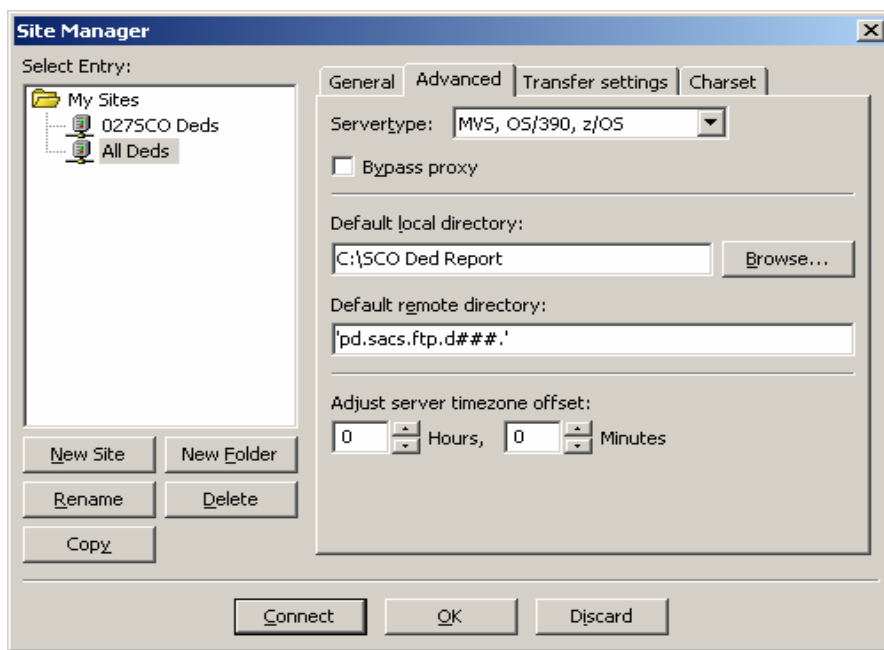 Site Manager
Select Entry:
My Sites
027SCO Deds
All Deds
New Site
New Folder
Rename
Delete
Copy
General
Advanced
Transfer settings
Charset
Servertype:
MVS, OS/390, z/OS
Bypass proxy
Default local directory:
C:\SCO Ded Report
Browse...
Default remote directory:
'pd.sacs.ftp.d###.'
Adjust server timezone offset:
0 Hours, 0 Minutes
Connect
OK
Discard